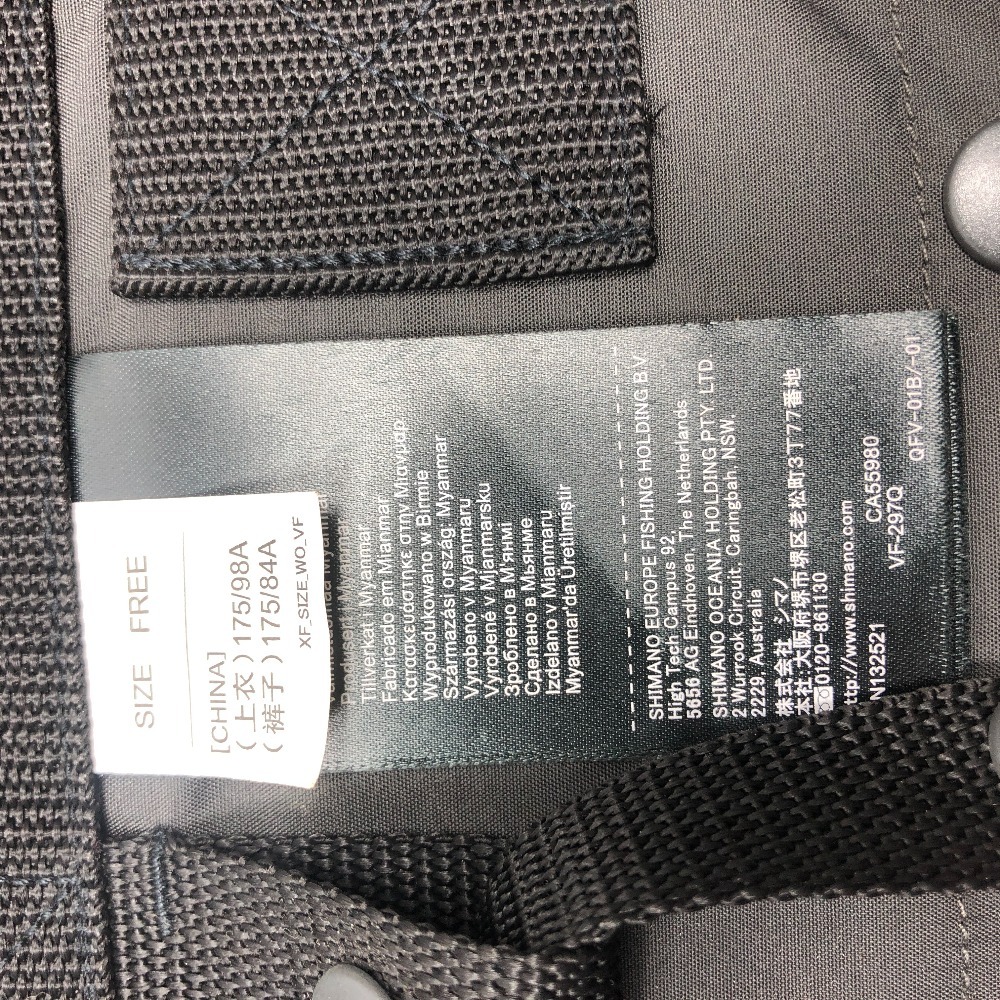 SIZE FREE
[CHINA]
(上衣)175/98A
(裤子)175/84A
XF_SIZE_WO_VF
Tillverkat Myanmar
Fabricado em Mianmar
Κατασκευάστηκε στην Μιανμάρ
Wyprodukowano w Birmie
Származási ország Myanmar
Vyrobeno v Myanmaru
Vyrobené v Mianmarsku
Зроблено в М'янмі
Сделано в Мьянме
Izdelano v Mianmaru
Myanmar'da Üretilmiştir
SHIMANO EUROPE FISHING HOLDING B.V.
High Tech Campus 92,
5656 AG Eindhoven, The Netherlands
SHIMANO OCEANIA HOLDING PTY. LTD
2 Wurrook Circuit, Caringbah NSW,
2229, Australia
株式会社 シマノ
本社:大阪府堺市堺区老松町3丁77番地
0120-861130
http://www.shimano.com
N132521 CA55980
VF-297Q
QFV-01B/-01